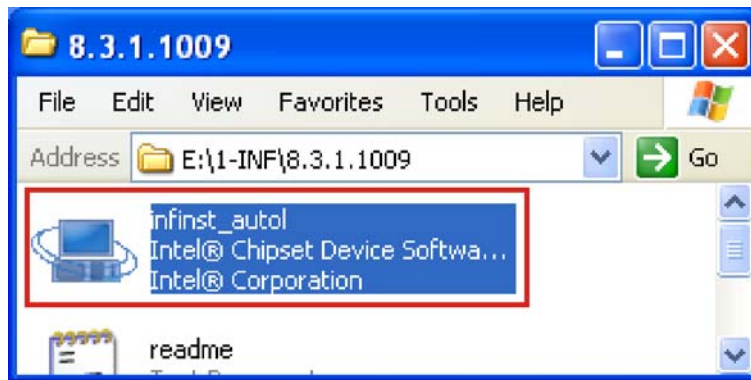 8.3.1.1009
File Edit View Favorites Tools Help
Address E:\1-INF\8.3.1.1009 Go
infinst_autol
Intel® Chipset Device Softwa...
Intel® Corporation
readme